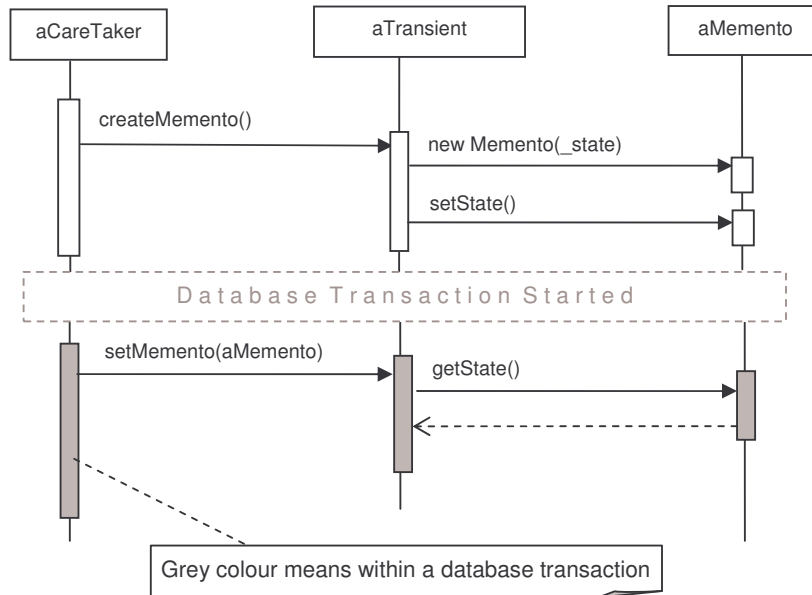 aCareTaker
aTransient
aMemento
createMemento()
new Memento(_state)
setState()
Database Transaction Started
setMemento(aMemento)
getState()
Grey colour means within a database transaction